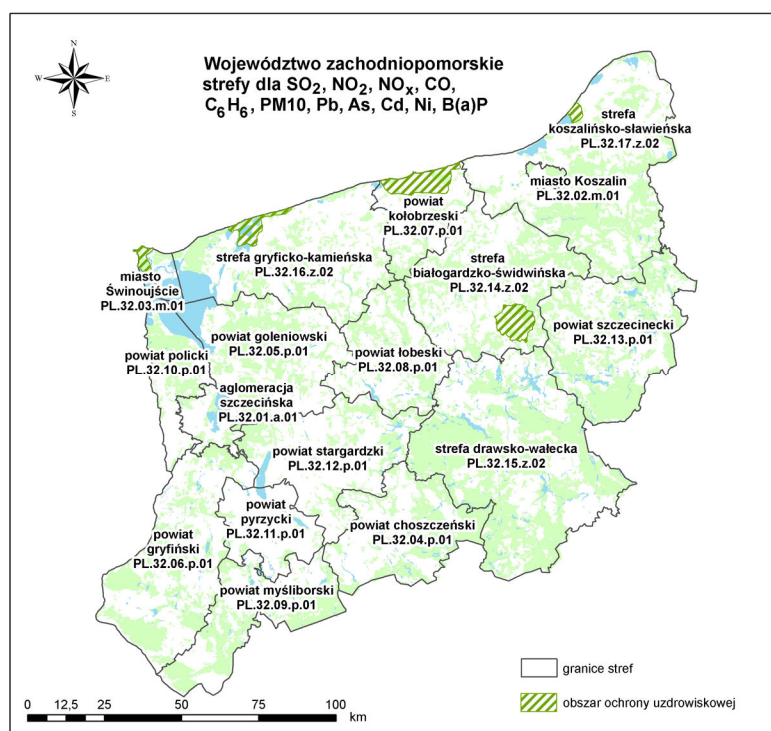 N
W
E
S
Województwo zachodniopomorskie
strefy dla SO2, NO2, NOx, CO,
C6H6, PM10, Pb, As, Cd, Ni, B(a)P
strefa
koszalińsko-sławieńska
PL.32.17.z.02
miasto Koszalin
PL.32.02.m.01
powiat
kołobrzeski
PL.32.07.p.01
strefa gryficko-kamieńska
PL.32.16.z.02
strefa
białogardzko-świdwińska
PL.32.14.z.02
miasto
Świnoujście
PL.32.03.m.01
powiat goleniowski
PL.32.05.p.01
powiat szczecinecki
PL.32.13.p.01
powiat policki
PL.32.10.p.01
powiat łobeski
PL.32.08.p.01
aglomeracja
szczecińska
PL.32.01.a.01
powiat stargardzki
PL.32.12.p.01
strefa drawsko-wałecka
PL.32.15.z.02
powiat
pyrzycki
PL.32.11.p.01
powiat choszczeński
PL.32.04.p.01
powiat
gryfiński
PL.32.06.p.01
powiat myśliborski
PL.32.09.p.01
granice stref
obszar ochrony uzdrowiskowej
0 12,5 25 50 75 100
km